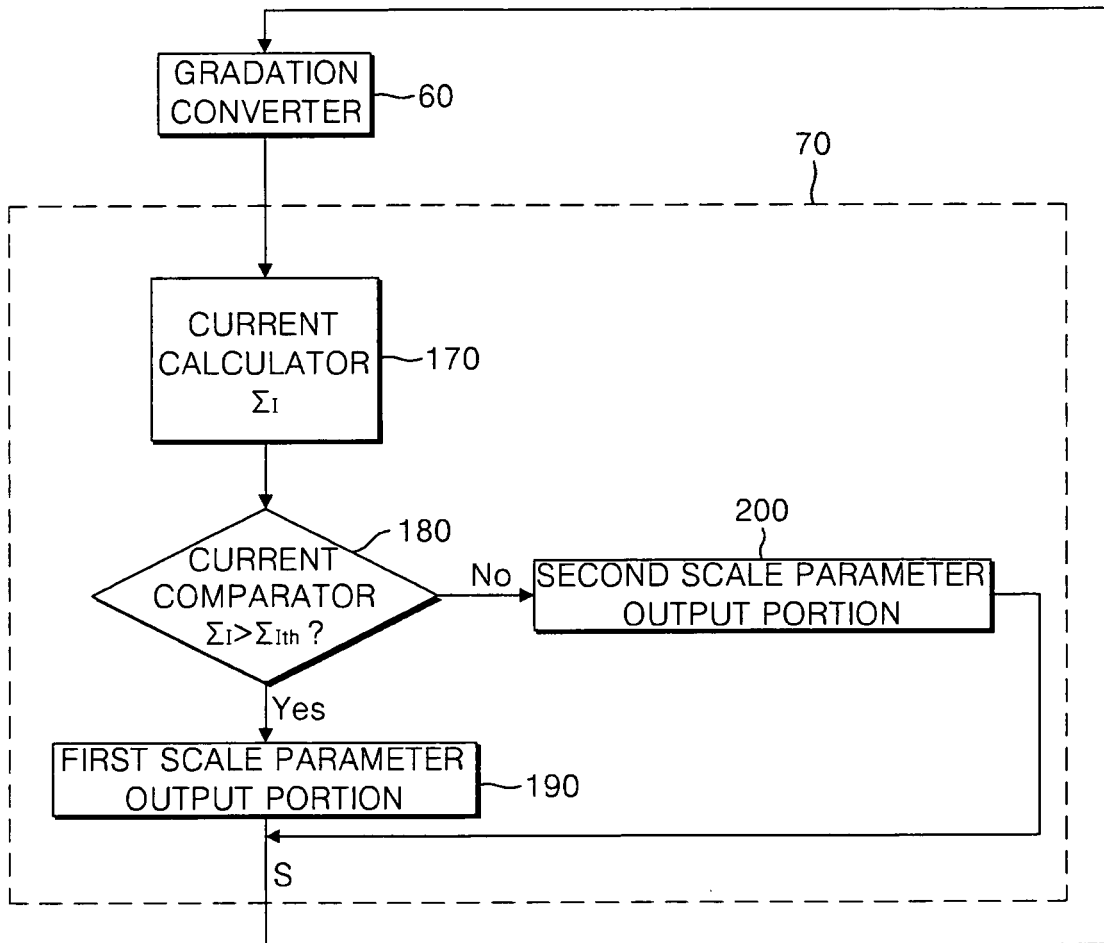 GRADATION
CONVERTER
60
70
CURRENT
CALCULATOR
ΣI
170
CURRENT
COMPARATOR
ΣI>ΣIth ?
180
No
200
SECOND SCALE PARAMETER
OUTPUT PORTION
Yes
FIRST SCALE PARAMETER
OUTPUT PORTION
190
S